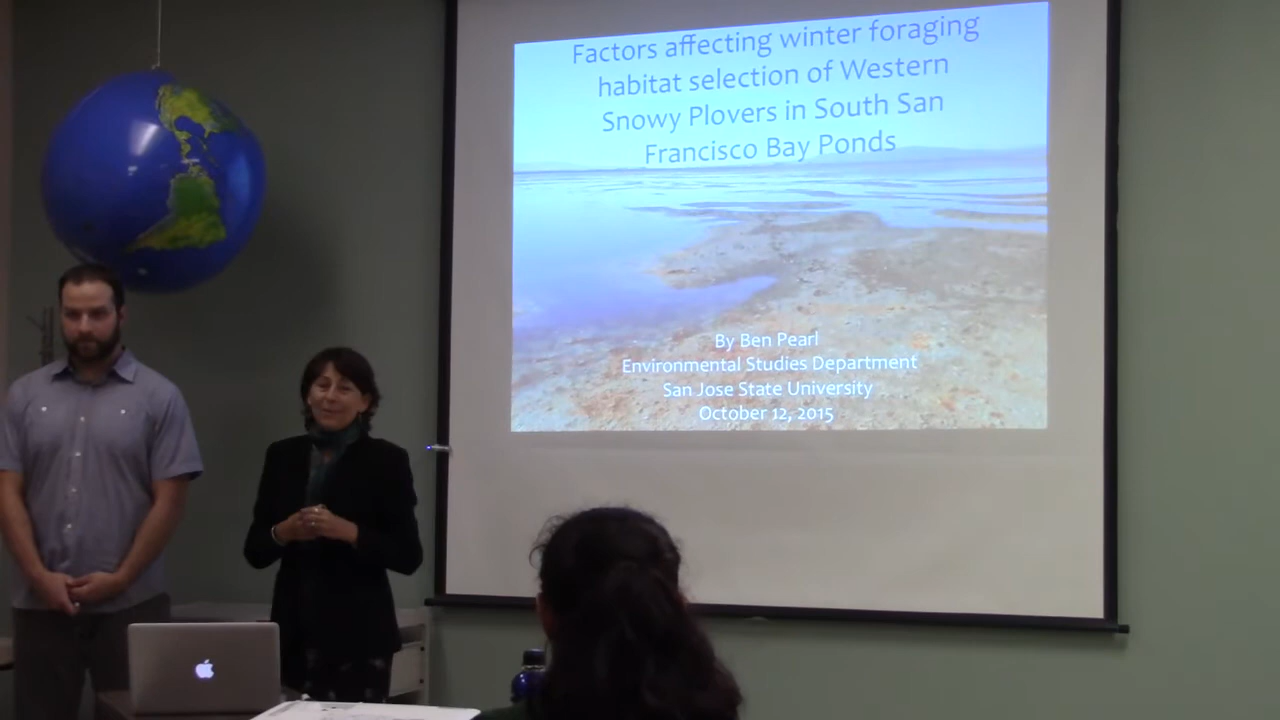 Factors affecting winter foraging
habitat selection of Western
Snowy Plovers in South San
Francisco Bay Ponds
By Ben Pearl
Environmental Studies Department
San Jose State University
October 12, 2015